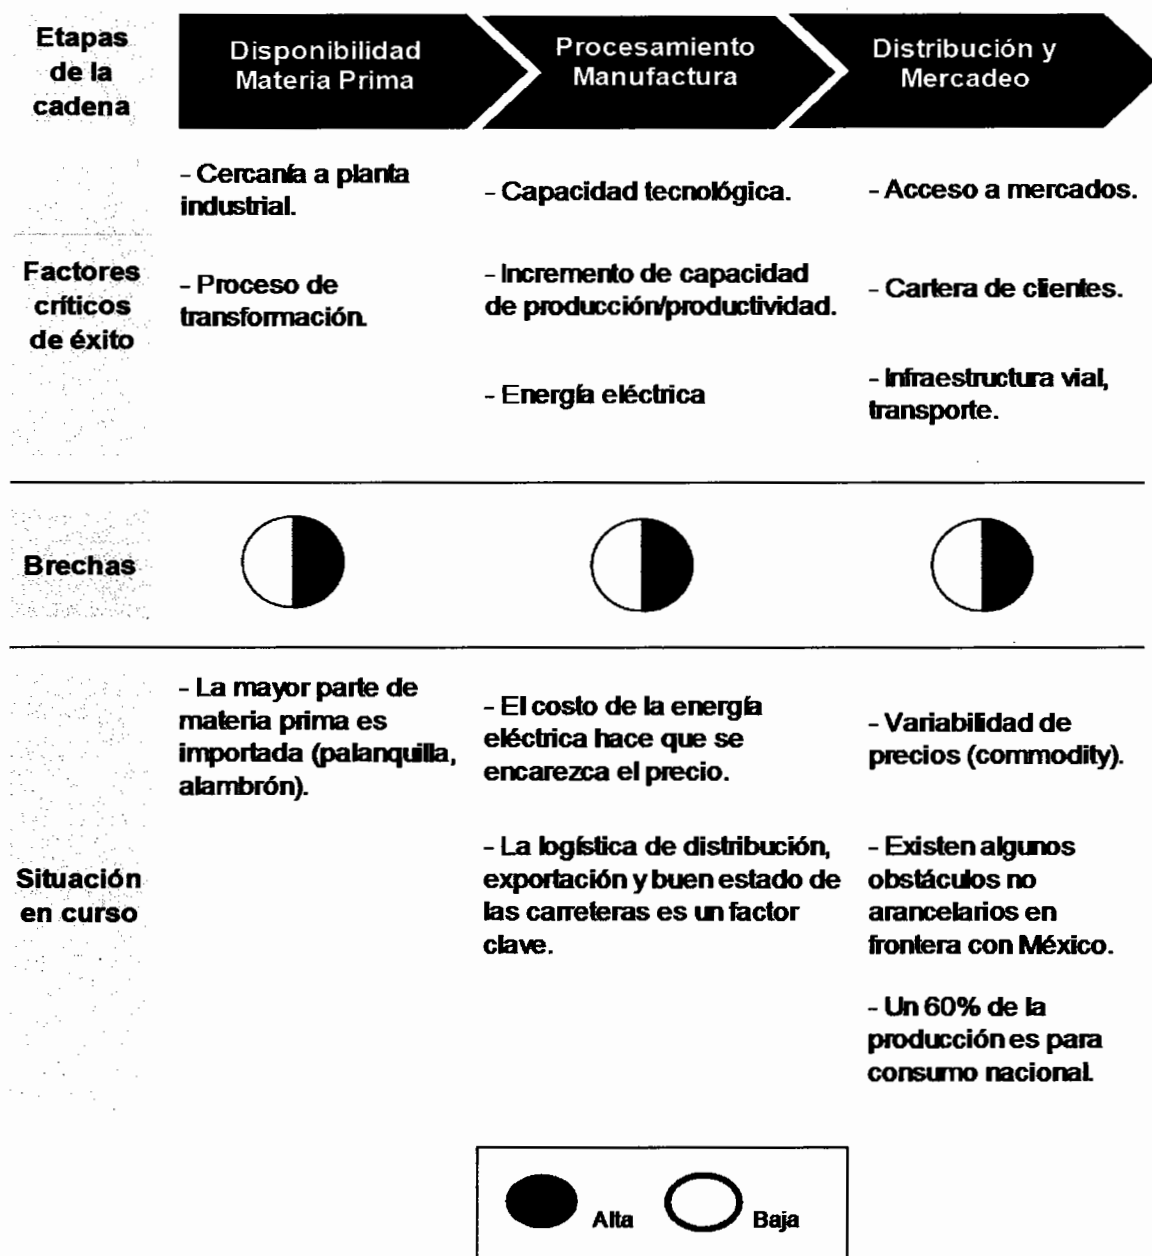 Etapas
de la
cadena
Disponibilidad
Materia Prima
Procesamiento
Manufactura
Distribución y
Mercadeo
Factores
críticos
de éxito
- Cercanía a planta
industrial.
- Proceso de
transformación.
- Capacidad tecnológica.
- Incremento de capacidad
de producción/productividad.
- Energía eléctrica
- Acceso a mercados.
- Cartera de clientes.
- Infraestructura vial,
transporte.
Brechas
Situación
en curso
- La mayor parte de
materia prima es
importada (palanquilla,
alambrón).
- El costo de la energía
eléctrica hace que se
encarezca el precio.
- La logística de distribución,
exportación y buen estado de
las carreteras es un factor
clave.
- Variabilidad de
precios (commodity).
- Existen algunos
obstáculos no
arancelarios en
frontera con México.
- Un 60% de la
producción es para
consumo nacional.
Alta
Baja